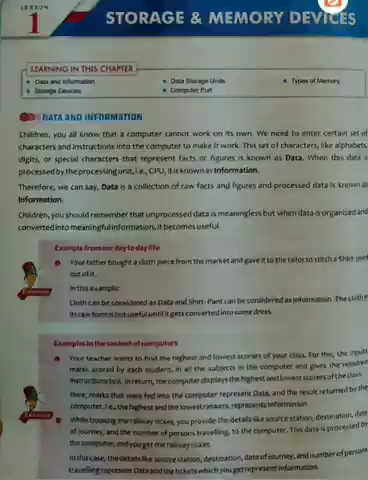 LESSON
1
STORAGE & MEMORY DEVICES
LEARNING IN THIS CHAPTER
Data and Information
Data Storage Units
Types of Memory
Storage Devices
Computer Port
DATA AND INFORMATION
Children, you all know that a computer cannot work on its own. We need to enter certain set of
characters and instructions into the computer to make it work. This set of characters, like alphabets,
digits, or special characters that represent facts or figures is known as Data. When this data is
processed by the processing unit, i.e., CPU, it is known as Information.
Therefore, we can say, Data is a collection of raw facts and figures and processed data is known as
Information.
Children, you should remember that unprocessed data is meaningless but when data is organized and
converted into meaningful information, it becomes useful.
Example from our day to day life
Your father bought a cloth piece from the market and gave it to the tailor to stitch a Shirt-pant
out of it.
In this example:
Cloth can be considered as Data and Shirt-Pant can be considered as Information. The cloth in
its raw form is not useful until it gets converted into some dress.
Examples in the context of computers
Your teacher wants to find the highest and lowest scorers of your class. For this, she inputs
marks scored by each student, in all the subjects in the computer and gives the required
instructions to it. In return, the computer displays the highest and lowest scorers of the class.
Here, marks that were fed into the computer represent Data, and the result returned by the
computer, i.e., the highest and the lowest rankers, represents information.
While booking the railway ticket, you provide the details like source station, destination, date
of journey, and the number of persons travelling, to the computer. This data is processed by
the computer, and you get the railway ticket.
In this case, the details like source station, destination, date of journey, and number of persons
travelling represent Data and the tickets which you get represent information.